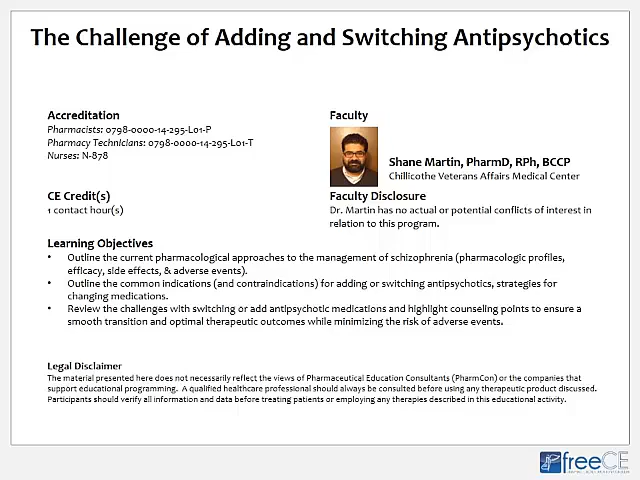 The Challenge of Adding and Switching Antipsychotics
Accreditation
Pharmacists: 0798-0000-14-295-L01-P
Pharmacy Technicians: 0798-0000-14-295-L01-T
Nurses: N-878
Faculty
Shane Martin, PharmD, RPh, BCCP
Chillicothe Veterans Affairs Medical Center
CE Credit(s)
1 contact hour(s)
Faculty Disclosure
Dr. Martin has no actual or potential conflicts of interest in
relation to this program.
Learning Objectives
• Outline the current pharmacological approaches to the management of schizophrenia (pharmacologic profiles,
efficacy, side effects, & adverse events).
• Outline the common indications (and contraindications) for adding or switching antipsychotics, strategies for
changing medications.
• Review the challenges with switching or add antipsychotic medications and highlight counseling points to ensure a
smooth transition and optimal therapeutic outcomes while minimizing the risk of adverse events.
Legal Disclaimer
The material presented here does not necessarily reflect the views of Pharmaceutical Education Consultants (PharmCon) or the companies that
support educational programming. A qualified healthcare professional should always be consulted before using any therapeutic product discussed.
Participants should verify all information and data before treating patients or employing any therapies described in this educational activity.
freeCE